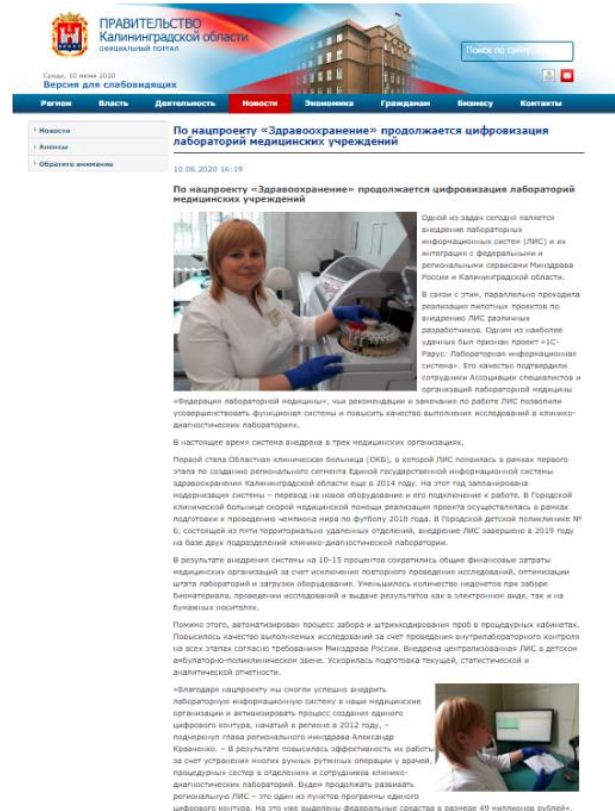 ПРАВИТЕЛЬСТВО
Калининградской области
ОФИЦИАЛЬНЫЙ ПОРТАЛ
Поиск по сайту
Среда, 10 июня 2020
Версия для слабовидящих
Регион Власть Деятельность Новости Экономика Гражданам Бизнесу Контакты
Новости
Анонсы
Обратите внимание
По нацпроекту «Здравоохранение» продолжается цифровизация
лабораторий медицинских учреждений
10.06.2020 16:19
По нацпроекту «Здравоохранение» продолжается цифровизация лабораторий
медицинских учреждений
Одной из задач сегодня является
внедрение лабораторных
информационных систем (ЛИС) и их
интеграция с федеральными и
региональными сервисами Минздрава
России и Калининградской области.
В связи с этим, параллельно проходила
реализация пилотных проектов по
внедрению ЛИС различных
разработчиков. Одним из наиболее
удачных был признан проект «1С-
Рарус: Лабораторная информационная
система». Его качество подтвердили
сотрудники Ассоциации специалистов и
организаций лабораторной медицины
«Федерация лабораторной медицины», чьи рекомендации и замечания по работе ЛИС позволили
усовершенствовать функционал системы и повысить качество выполнения исследований в клинико-
диагностических лабораториях.
В настоящее время система внедрена в трех медицинских организациях.
Первой стала Областная клиническая больница (ОКБ), в которой ЛИС появилась в рамках первого
этапа по созданию регионального сегмента Единой государственной информационной системы
здравоохранения Калининградской области еще в 2014 году. На этот год запланирована
модернизация системы – перевод на новое оборудование и его подключение к работе. В Городской
клинической больнице скорой медицинской помощи реализация проекта осуществлялась в рамках
подготовки к проведению чемпиона мира по футболу 2018 года. В Городской детской поликлинике №
6, состоящей из пяти территориально удаленных отделений, внедрение ЛИС завершено в 2019 году
на базе двух подразделений клинико-диагностической лаборатории.
В результате внедрения системы на 10-15 процентов сократились общие финансовые затраты
медицинских организаций за счет исключения повторного проведения исследований, оптимизации
штата лабораторий и загрузки оборудования. Уменьшилось количество недочетов при заборе
биоматериала, проведении исследований и выдаче результатов как в электронном виде, так и на
бумажных носителях.
Помимо этого, автоматизирован процесс забора и штрихкодирования проб в процедурных кабинетах.
Повысилось качество выполняемых исследований за счет проведения внутрилабораторного контроля
на всех этапах согласно требованиям Минздрава России. Внедрена централизованная ЛИС в детском
амбулаторно-поликлиническом звене. Ускорилась подготовка текущей, статистической и
аналитической отчетности.
«Благодаря нацпроекту мы смогли успешно внедрить
лабораторную информационную систему в наши медицинские
организации и активизировать процесс создания единого
цифрового контура, начатый в регионе в 2012 году, –
подчеркнул глава регионального минздрава Александр
Кравченко. – В результате повысилась эффективность их работы
за счет устранения многих ручных рутинных операции у врачей,
процедурных сестер в отделениях и сотрудников клинико-
диагностических лабораторий. Будем продолжать развивать
региональную ЛИС – это один из пунктов программы единого
цифрового контура. На это уже выделены федеральные средства в размере 49 миллионов рублей».